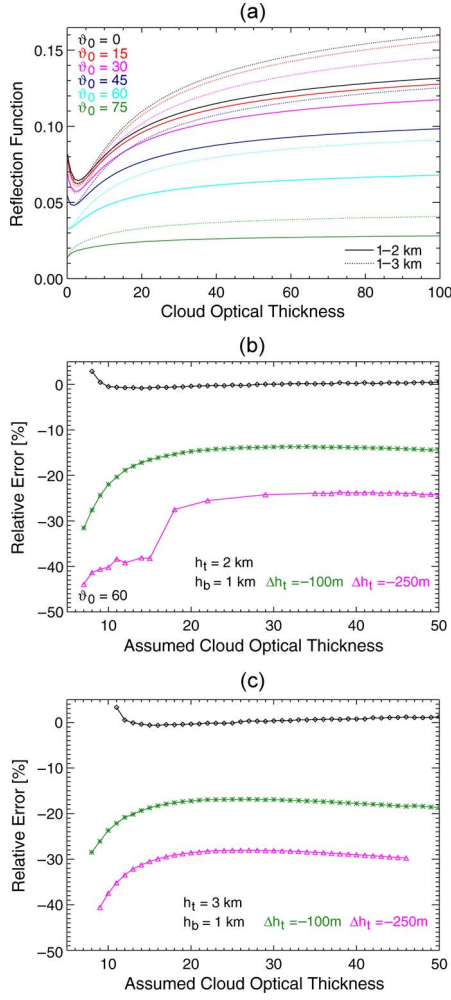 (a)
0.15
0.10
0.05
0.00
Reflection Function
ϑ0 = 0
ϑ0 = 15
ϑ0 = 30
ϑ0 = 45
ϑ0 = 60
ϑ0 = 75
1–2 km
1–3 km
0 20 40 60 80 100
Cloud Optical Thickness
(b)
0
−10
−20
−30
−40
−50
Relative Error [%]
ht = 2 km
hb = 1 km Δht=−100m Δht=−250m
ϑ0 = 60
10 20 30 40 50
Assumed Cloud Optical Thickness
(c)
0
−10
−20
−30
−40
−50
Relative Error [%]
ht = 3 km
hb = 1 km Δht=−100m Δht=−250m
10 20 30 40 50
Assumed Cloud Optical Thickness